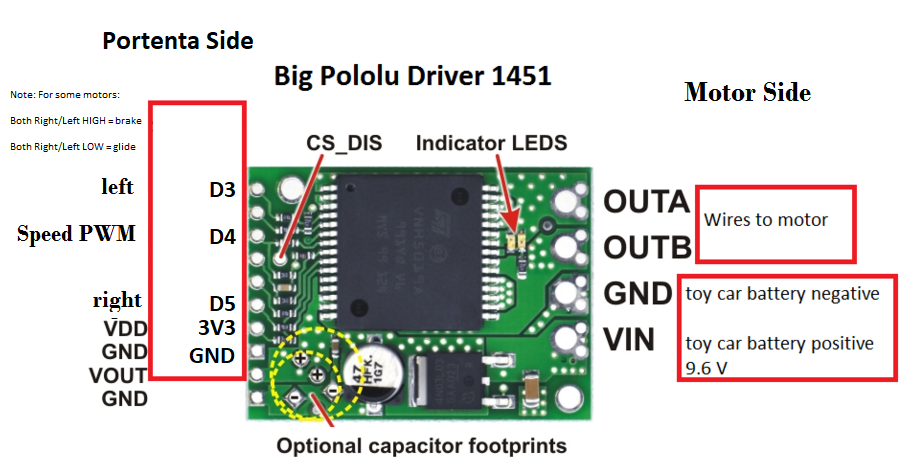 Portenta Side
Big Pololu Driver 1451
Motor Side
Note: For some motors:
Both Right/Left HIGH = brake
Both Right/Left LOW = glide
CS_DIS
Indicator LEDS
left
D3
Speed PWM
D4
right
D5
VDD
3V3
GND
GND
VOUT
GND
OUTA
OUTB
Wires to motor
GND
toy car battery negative
VIN
toy car battery positive
9.6 V
47
HFK.
1G7
Optional capacitor footprints